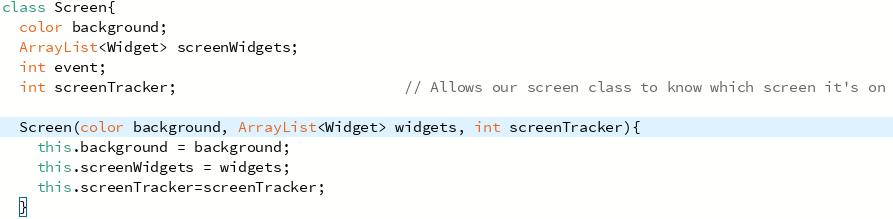 class Screen{
color background;
ArrayList<Widget> screenWidgets;
int event;
int screenTracker; // Allows our screen class to know which screen it's on
Screen(color background, ArrayList<Widget> widgets, int screenTracker){
this.background = background;
this.screenWidgets = widgets;
this.screenTracker=screenTracker;
}